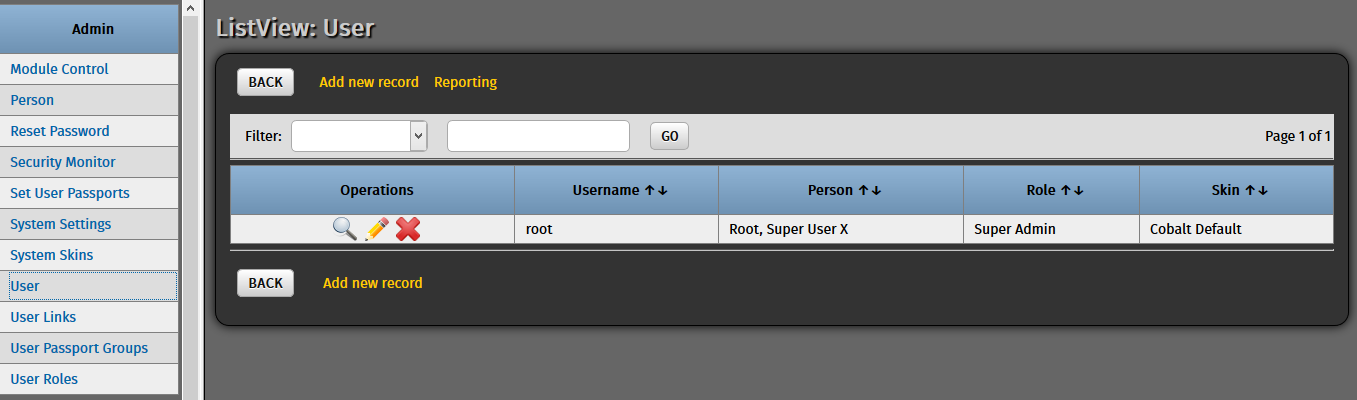 Admin
Module Control
Person
Reset Password
Security Monitor
Set User Passports
System Settings
System Skins
User
User Links
User Passport Groups
User Roles
ListView: User
BACK Add new record Reporting
Filter: GO Page 1 of 1
Operations Username ↑↓ Person ↑↓ Role ↑↓ Skin ↑↓
root Root, Super User X Super Admin Cobalt Default
BACK Add new record